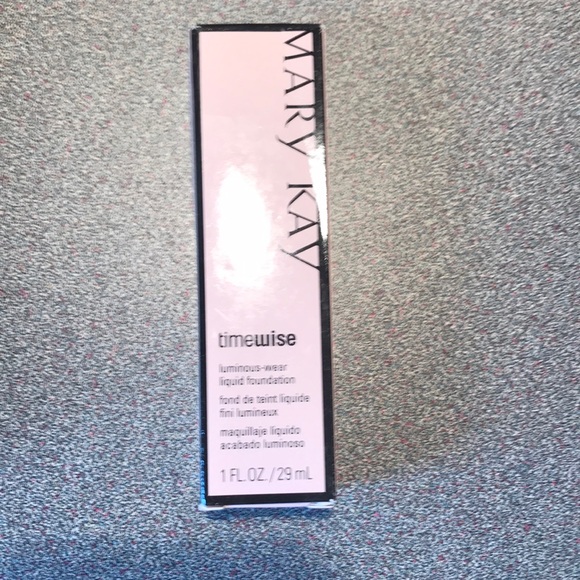 MARY KAY
timewise
luminous-wear
liquid foundation
fond de teint liquide
fini lumineux
maquillaje líquido
acabado luminoso
1 FL.OZ./29 mL